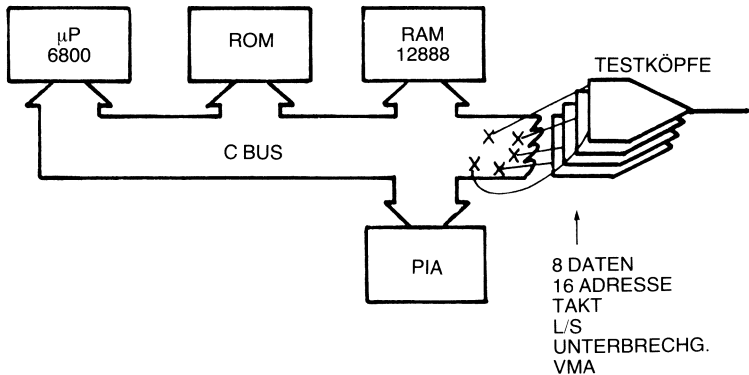 µP
6800
ROM
RAM
12888
TESTKÖPFE
C BUS
PIA
8 DATEN
16 ADRESSE
TAKT
L/S
UNTERBRECHG.
VMA